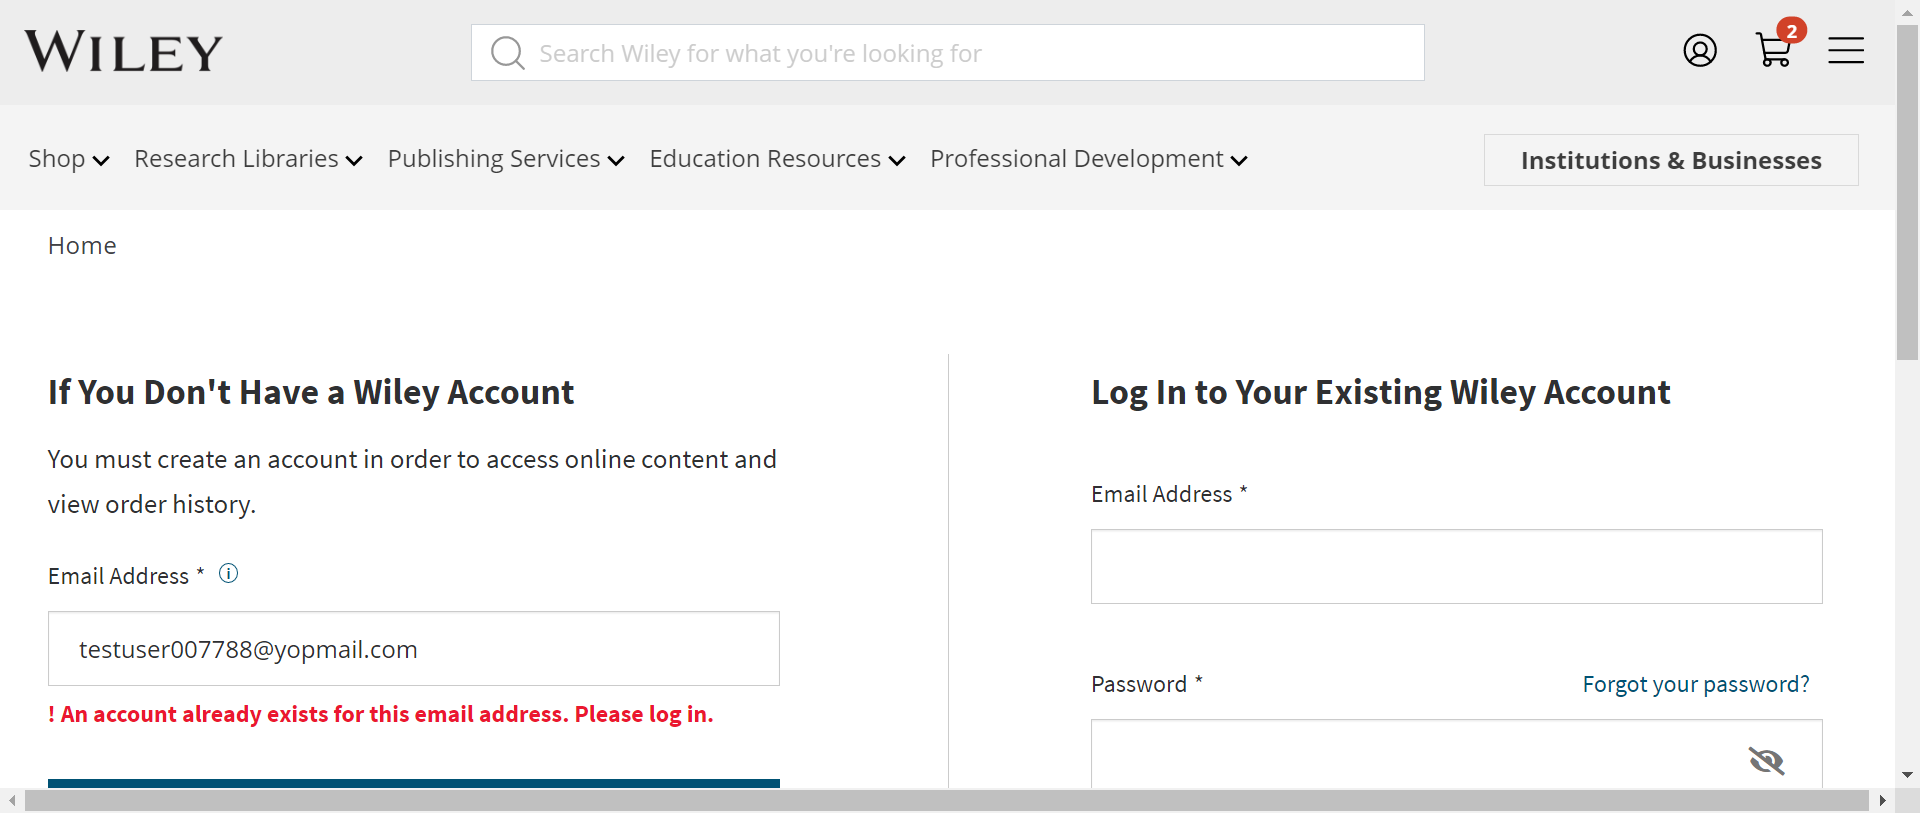 WILEY
Search Wiley for what you're looking for
2
Shop
Research Libraries
Publishing Services
Education Resources
Professional Development
Institutions & Businesses
Home
If You Don't Have a Wiley Account
You must create an account in order to access online content and
view order history.
Email Address *
testuser007788@yopmail.com
! An account already exists for this email address. Please log in.
Log In to Your Existing Wiley Account
Email Address *
Password *
Forgot your password?